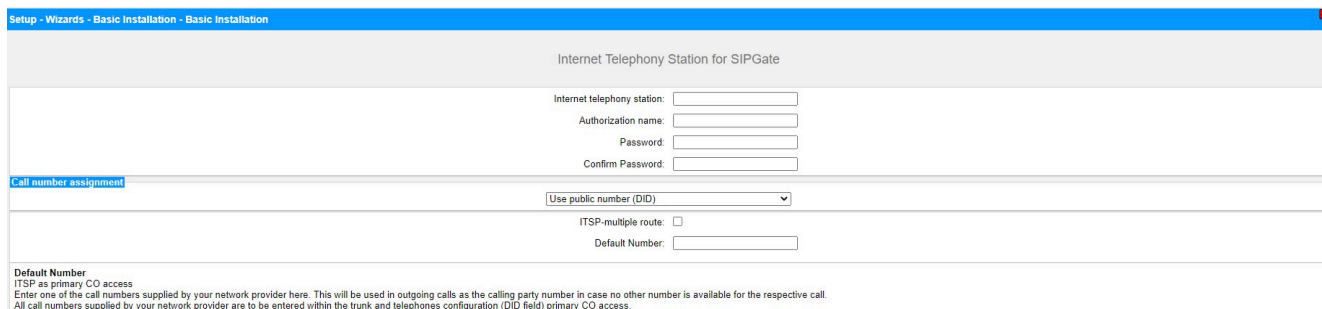 Setup - Wizards - Basic Installation - Basic Installation
Internet Telephony Station for SIPGate
Internet telephony station:
Authorization name:
Password:
Confirm Password:
Call number assignment
Use public number (DID)
ITSP-multiple route:
Default Number:
Default Number
ITSP as primary CO access
Enter one of the call numbers supplied by your network provider here. This will be used in outgoing calls as the calling party number in case no other number is available for the respective call.
All call numbers supplied by your network provider are to be entered within the trunk and telephones configuration (DID field) primary CO access.